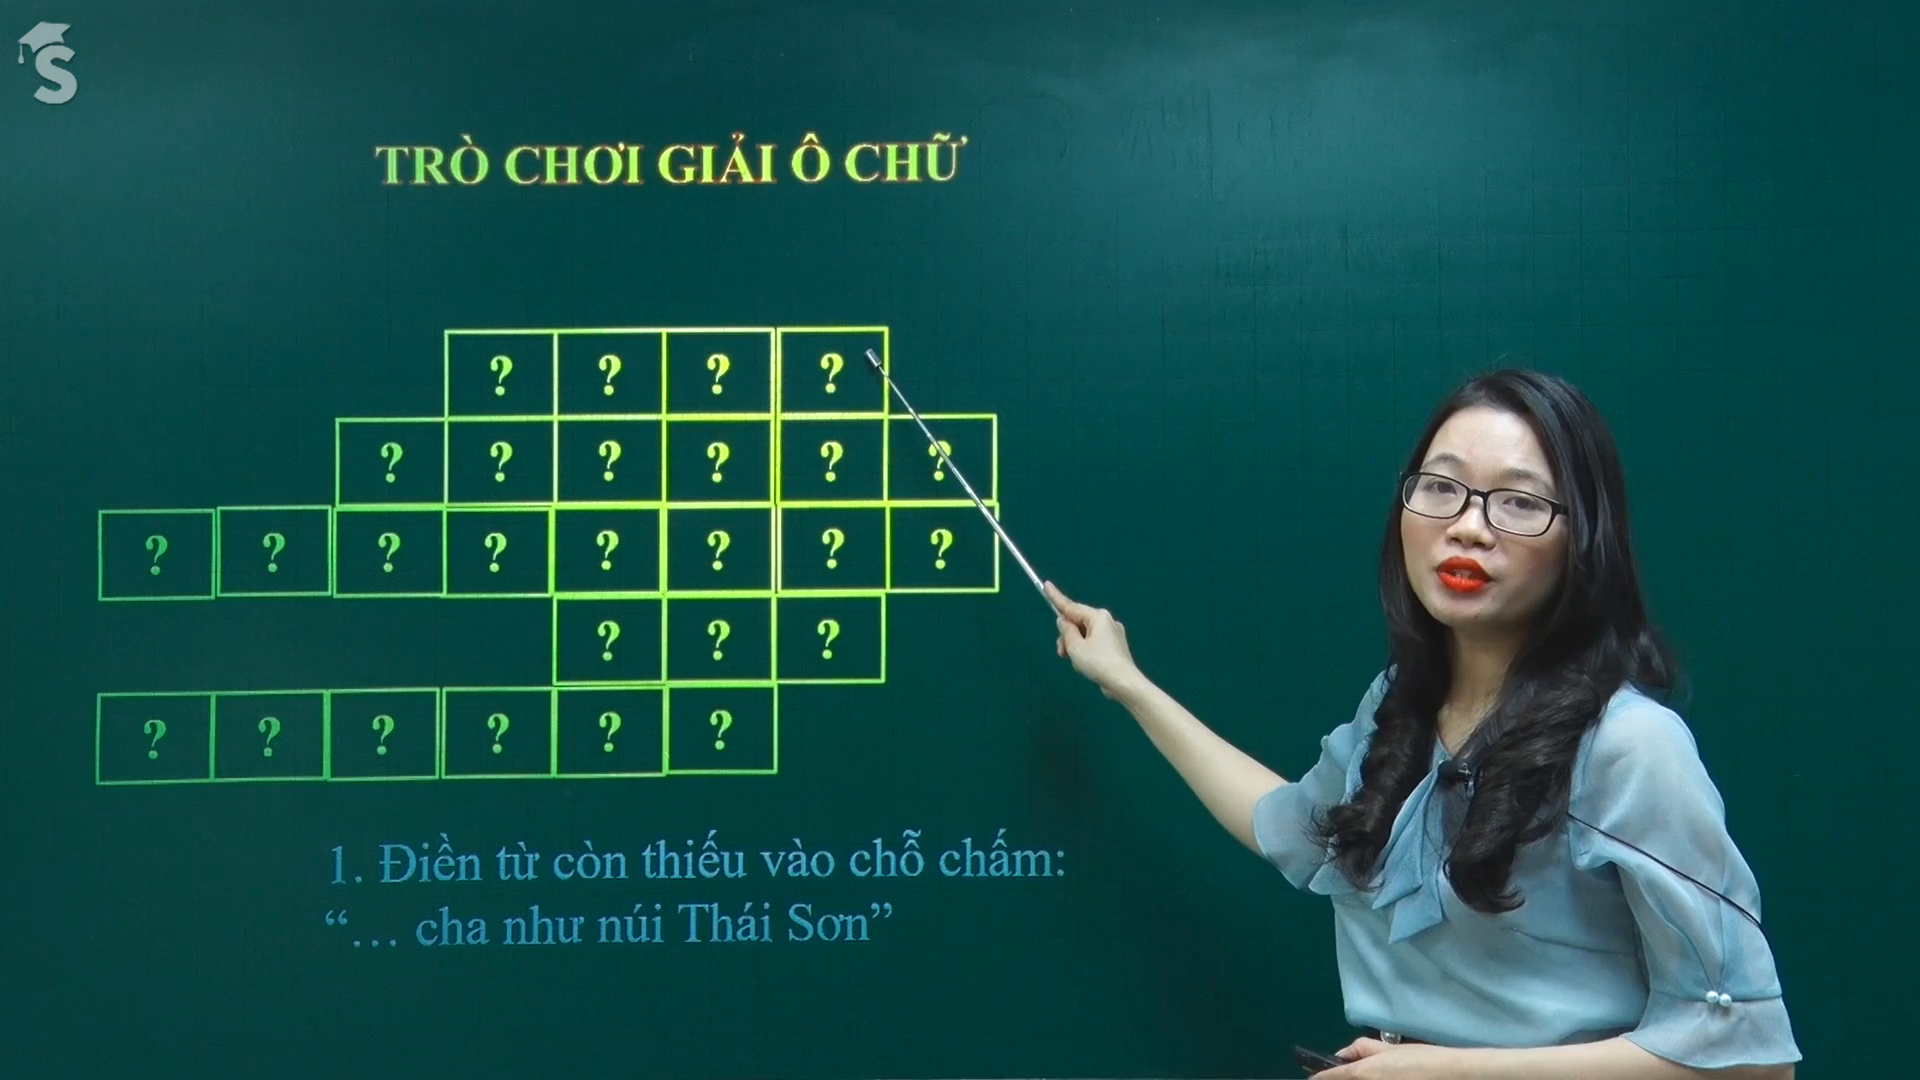 S
TRÒ CHƠI GIẢI Ô CHỮ
? ? ? ?
? ? ? ? ? ?
? ? ? ? ? ? ? ?
? ? ?
? ? ? ? ? ?
1. Điền từ còn thiếu vào chỗ chấm:
“... cha như núi Thái Sơn”